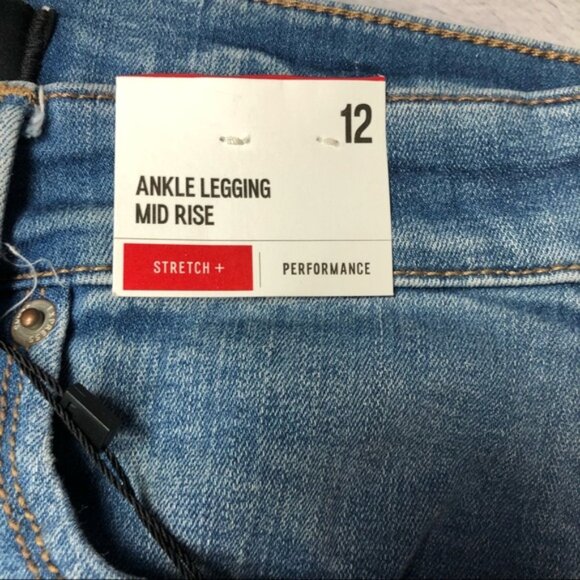 12
ANKLE LEGGING
MID RISE
STRETCH +
PERFORMANCE